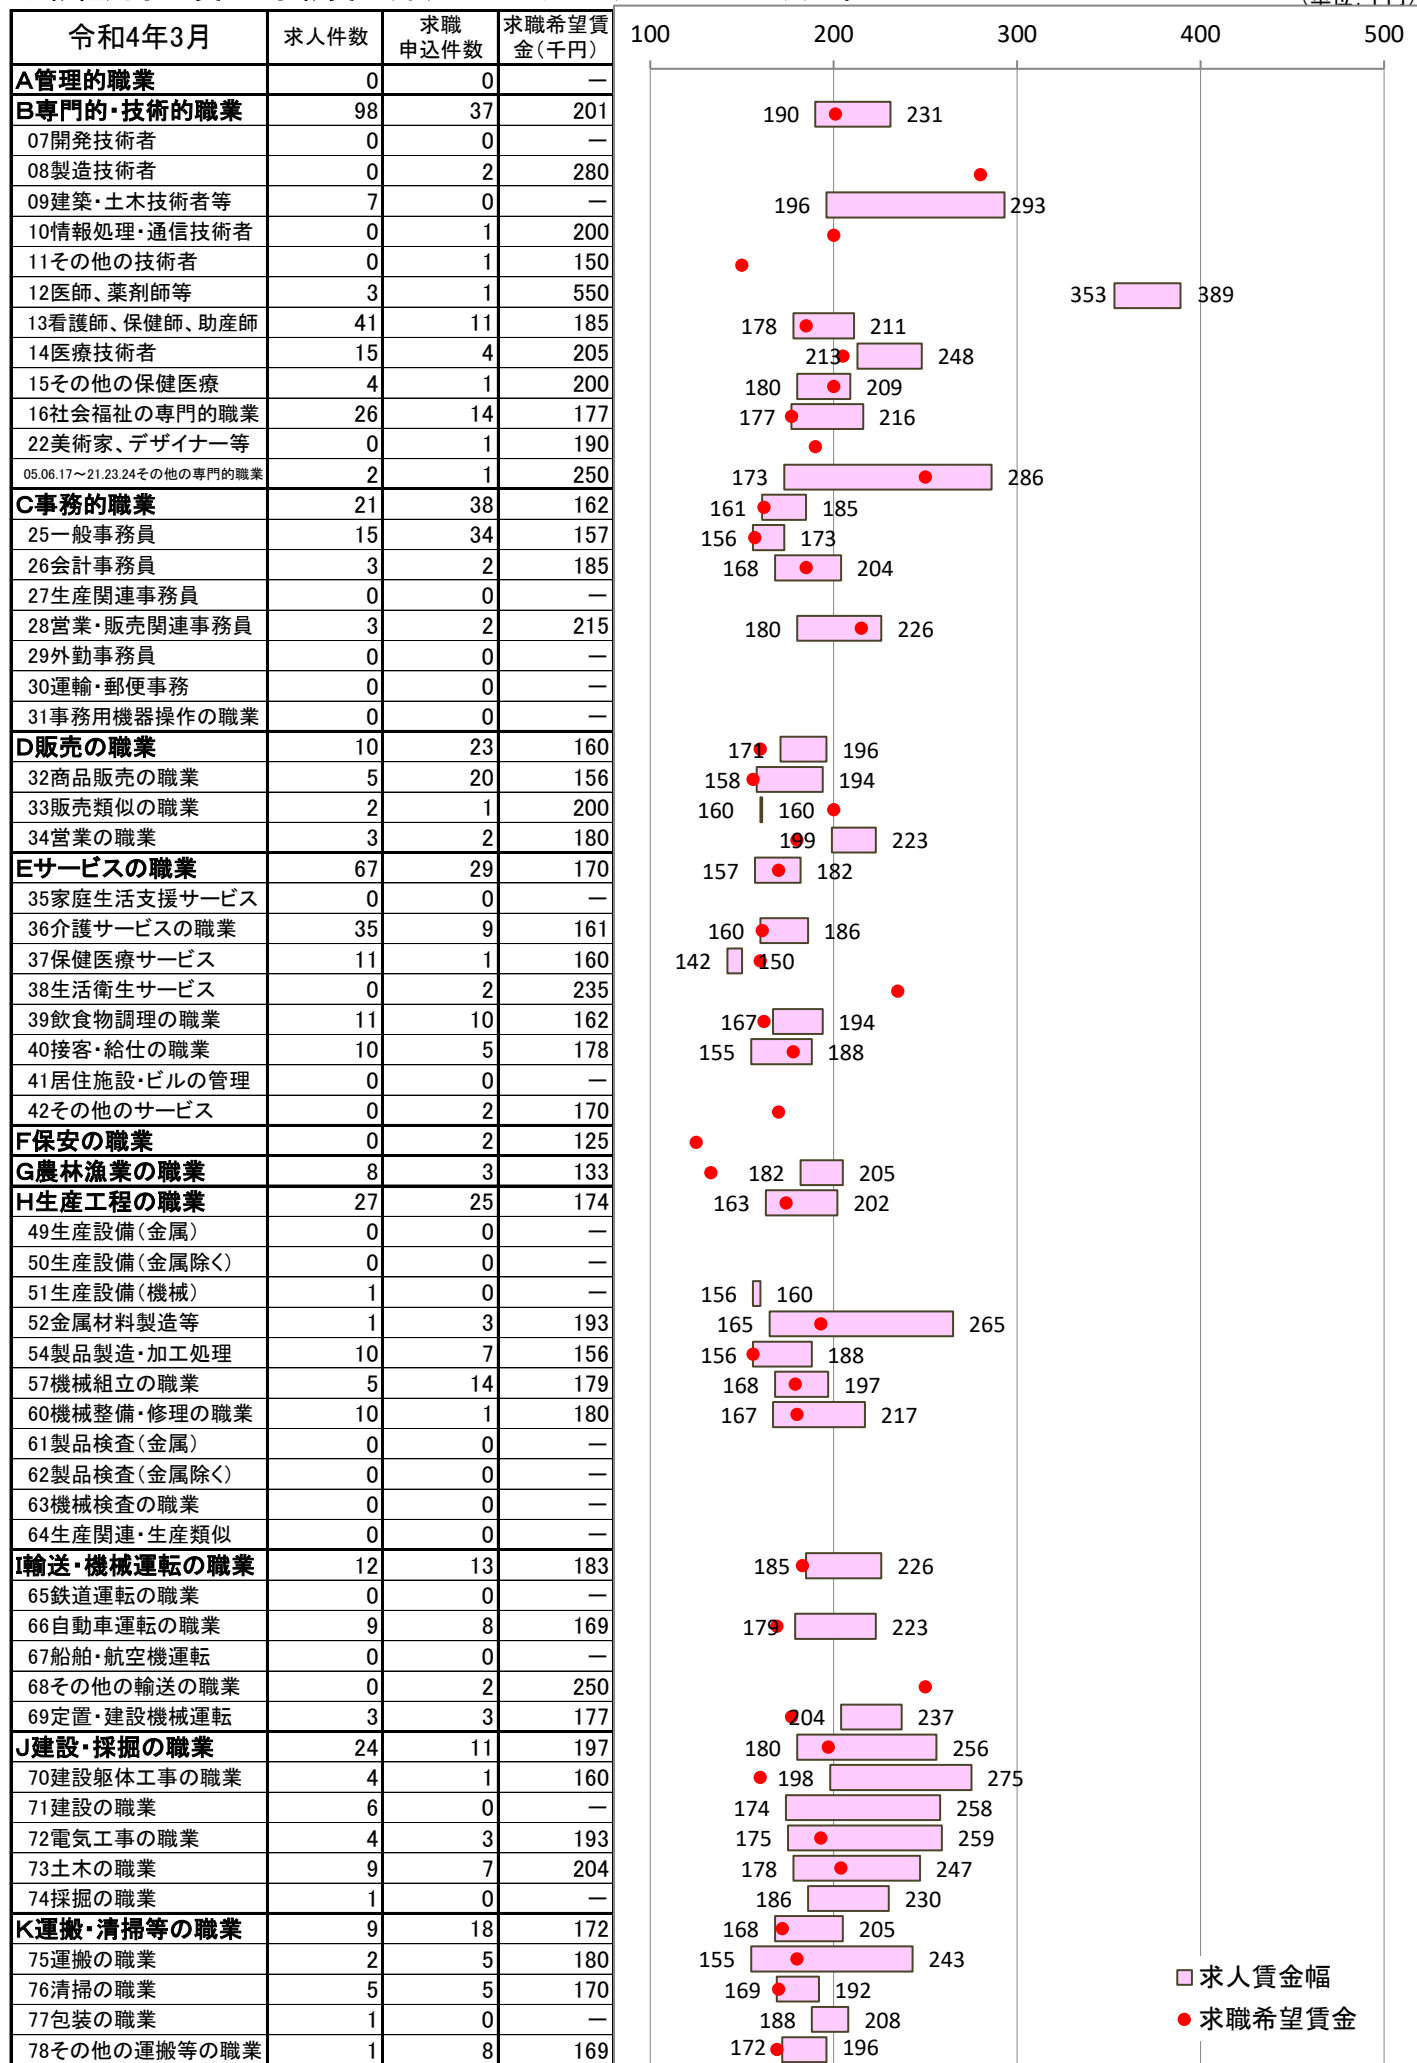 (単位:千円)
令和4年3月 求人件数 求職申込件数 求職希望賃金(千円) 100 200 300 400 500
A管理的職業 0 0 ―
B専門的・技術的職業 98 37 201 190 231
07開発技術者 0 0 ―
08製造技術者 0 2 280
09建築・土木技術者等 7 0 ― 196 293
10情報処理・通信技術者 0 1 200
11その他の技術者 0 1 150
12医師、薬剤師等 3 1 550 353 389
13看護師、保健師、助産師 41 11 185 178 211
14医療技術者 15 4 205 213 248
15その他の保健医療 4 1 200 180 209
16社会福祉の専門的職業 26 14 177 177 216
22美術家、デザイナー等 0 1 190
05.06.17～21.23.24その他の専門的職業 2 1 250 173 286
C事務的職業 21 38 162 161 185
25一般事務員 15 34 157 156 173
26会計事務員 3 2 185 168 204
27生産関連事務員 0 0 ―
28営業・販売関連事務員 3 2 215 180 226
29外勤事務員 0 0 ―
30運輸・郵便事務 0 0 ―
31事務用機器操作の職業 0 0 ―
D販売の職業 10 23 160 171 196
32商品販売の職業 5 20 156 158 194
33販売類似の職業 2 1 200 160 160
34営業の職業 3 2 180 199 223
Eサービスの職業 67 29 170 157 182
35家庭生活支援サービス 0 0 ―
36介護サービスの職業 35 9 161 160 186
37保健医療サービス 11 1 160 142 150
38生活衛生サービス 0 2 235
39飲食物調理の職業 11 10 162 167 194
40接客・給仕の職業 10 5 178 155 188
41居住施設・ビルの管理 0 0 ―
42その他のサービス 0 2 170
F保安の職業 0 2 125
G農林漁業の職業 8 3 133 182 205
H生産工程の職業 27 25 174 163 202
49生産設備(金属) 0 0 ―
50生産設備(金属除く) 0 0 ―
51生産設備(機械) 1 0 ― 156 160
52金属材料製造等 1 3 193 165 265
54製品製造・加工処理 10 7 156 156 188
57機械組立の職業 5 14 179 168 197
60機械整備・修理の職業 10 1 180 167 217
61製品検査(金属) 0 0 ―
62製品検査(金属除く) 0 0 ―
63機械検査の職業 0 0 ―
64生産関連・生産類似 0 0 ―
I輸送・機械運転の職業 12 13 183 185 226
65鉄道運転の職業 0 0 ―
66自動車運転の職業 9 8 169 179 223
67船舶・航空機運転 0 0 ―
68その他の輸送の職業 0 2 250
69定置・建設機械運転 3 3 177 204 237
J建設・採掘の職業 24 11 197 180 256
70建設躯体工事の職業 4 1 160 198 275
71建設の職業 6 0 ― 174 258
72電気工事の職業 4 3 193 175 259
73土木の職業 9 7 204 178 247
74採掘の職業 1 0 ― 186 230
K運搬・清掃等の職業 9 18 172 168 205
75運搬の職業 2 5 180 155 243
76清掃の職業 5 5 170 169 192
77包装の職業 1 0 ― 188 208
78その他の運搬等の職業 1 8 169 172 196
求人賃金幅
求職希望賃金